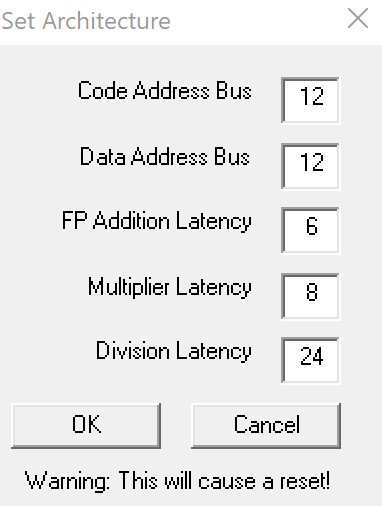 Set Architecture
Code Address Bus 12
Data Address Bus 12
FP Addition Latency 6
Multiplier Latency 8
Division Latency 24
OK Cancel
Warning: This will cause a reset!